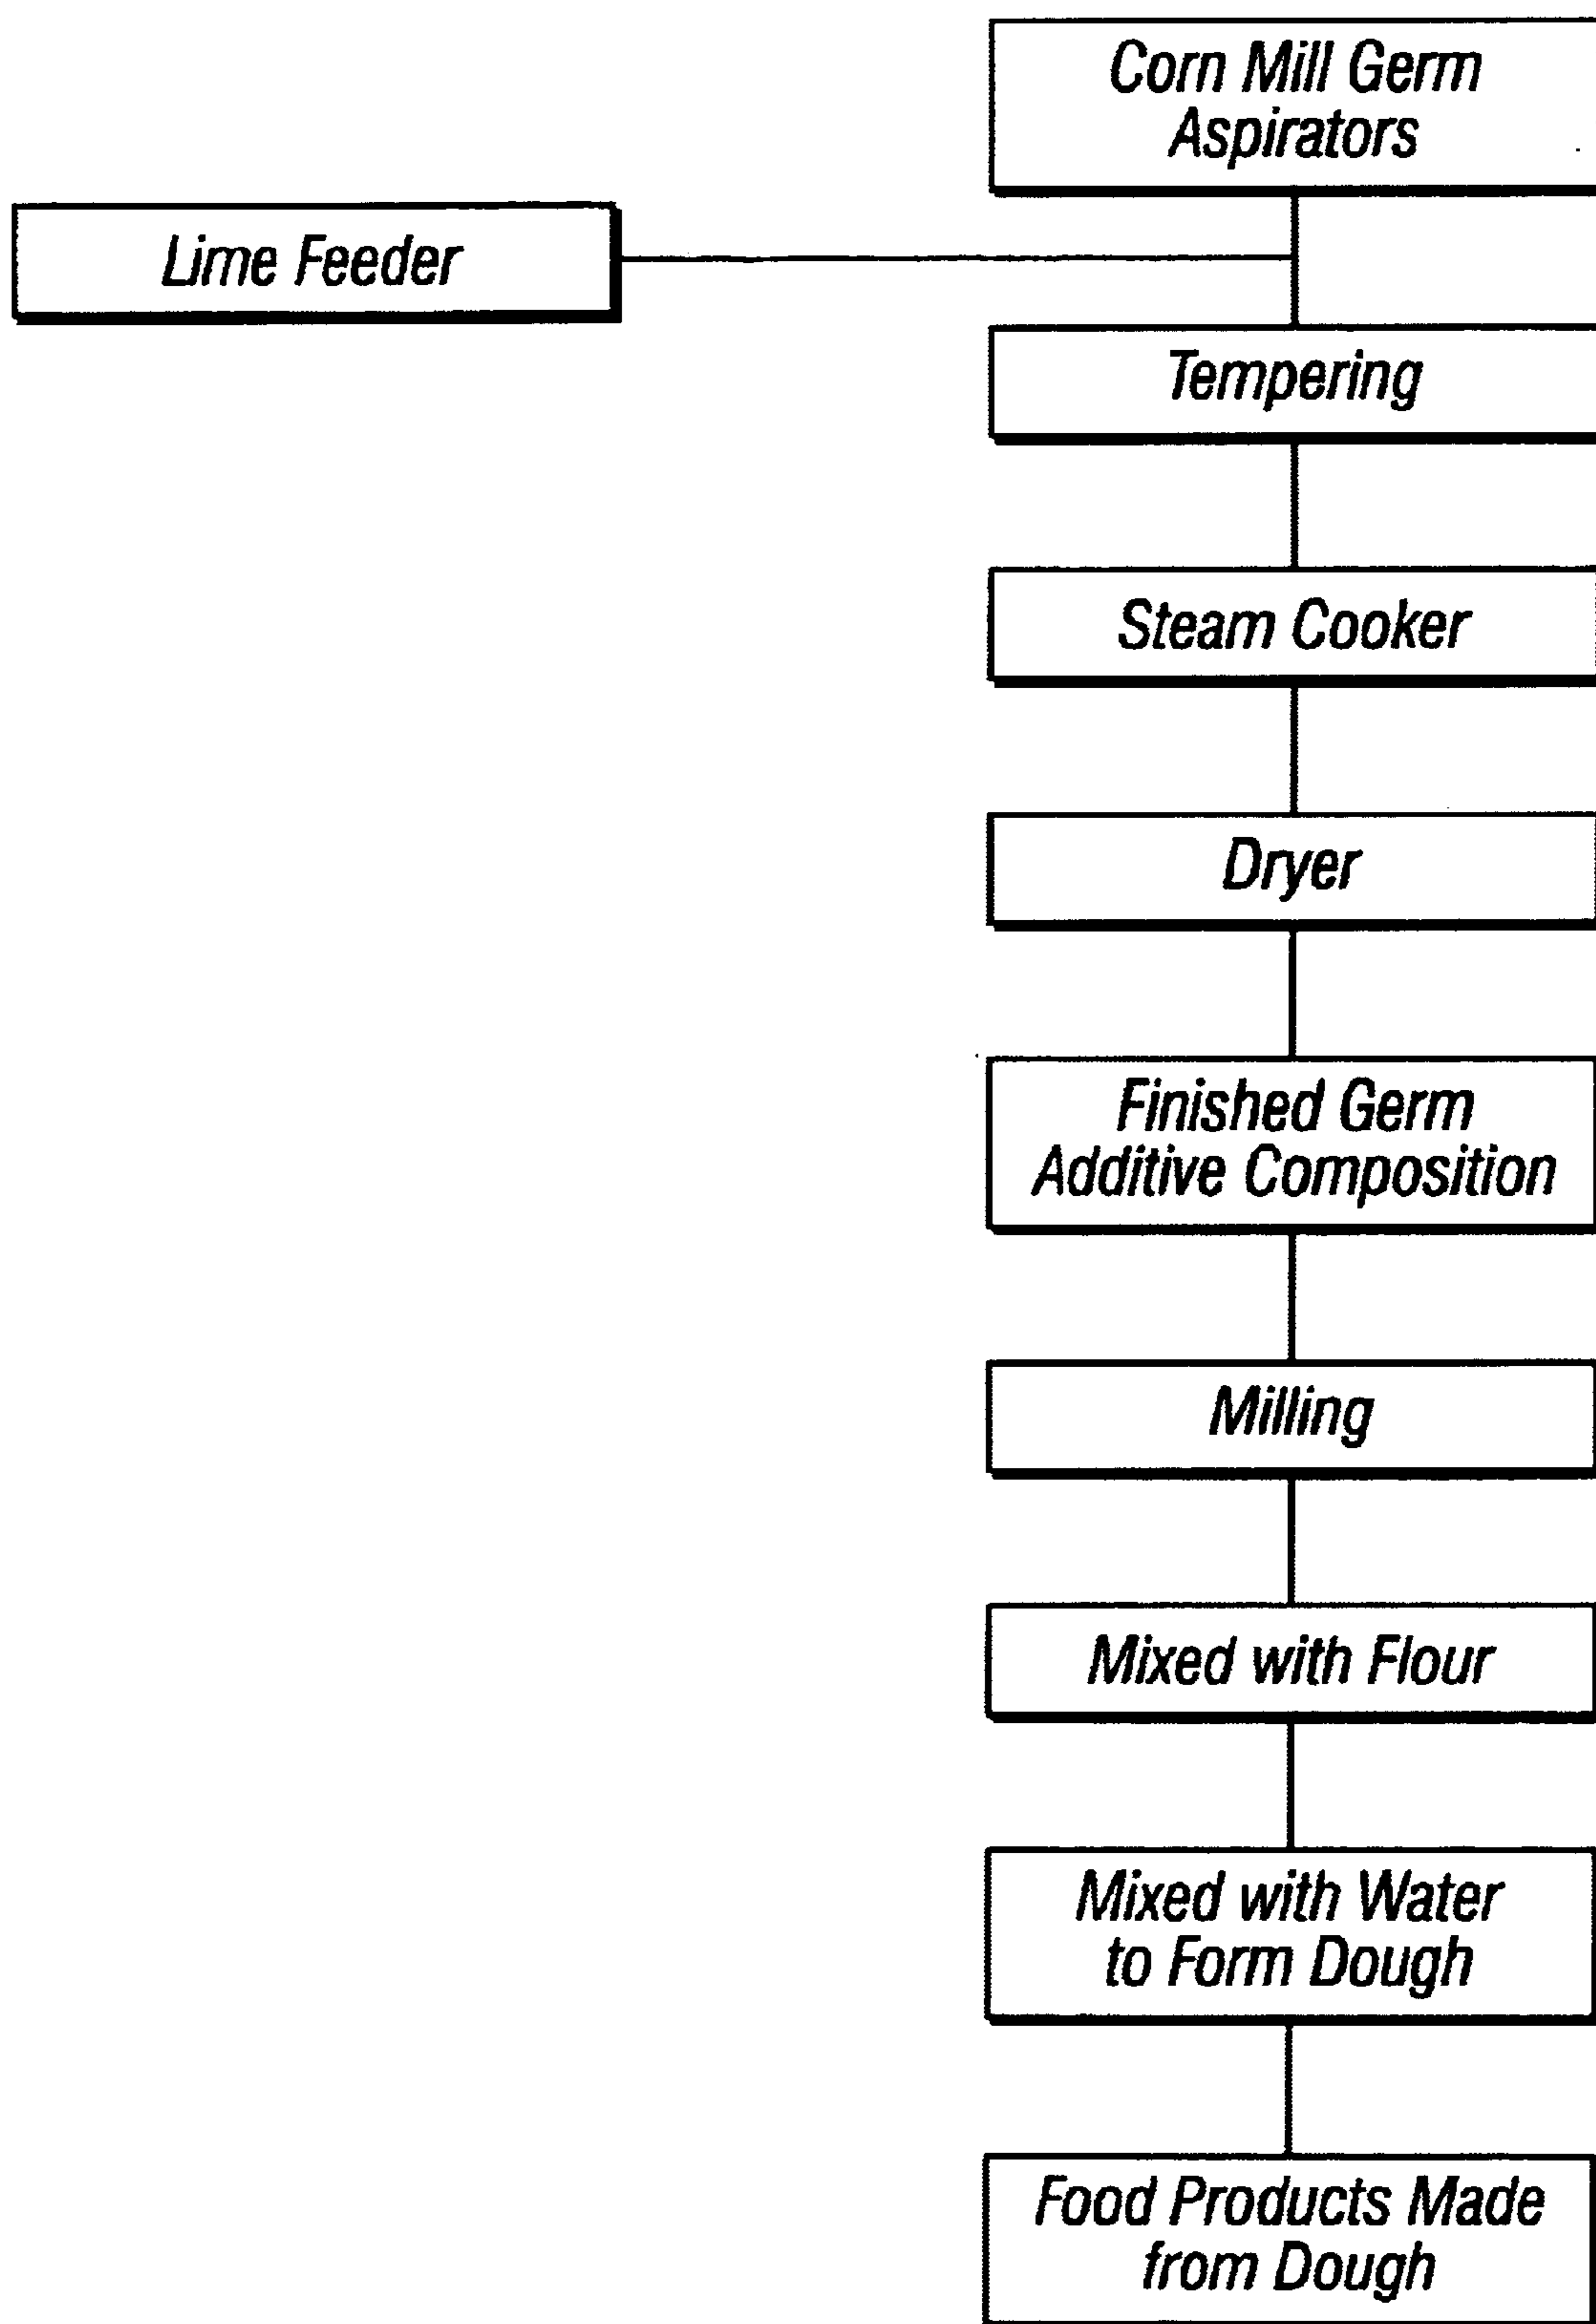 Corn Mill Germ
Aspirators
Lime Feeder
Tempering
Steam Cooker
Dryer
Finished Germ
Additive Composition
Milling
Mixed with Flour
Mixed with Water
to Form Dough
Food Products Made
from Dough